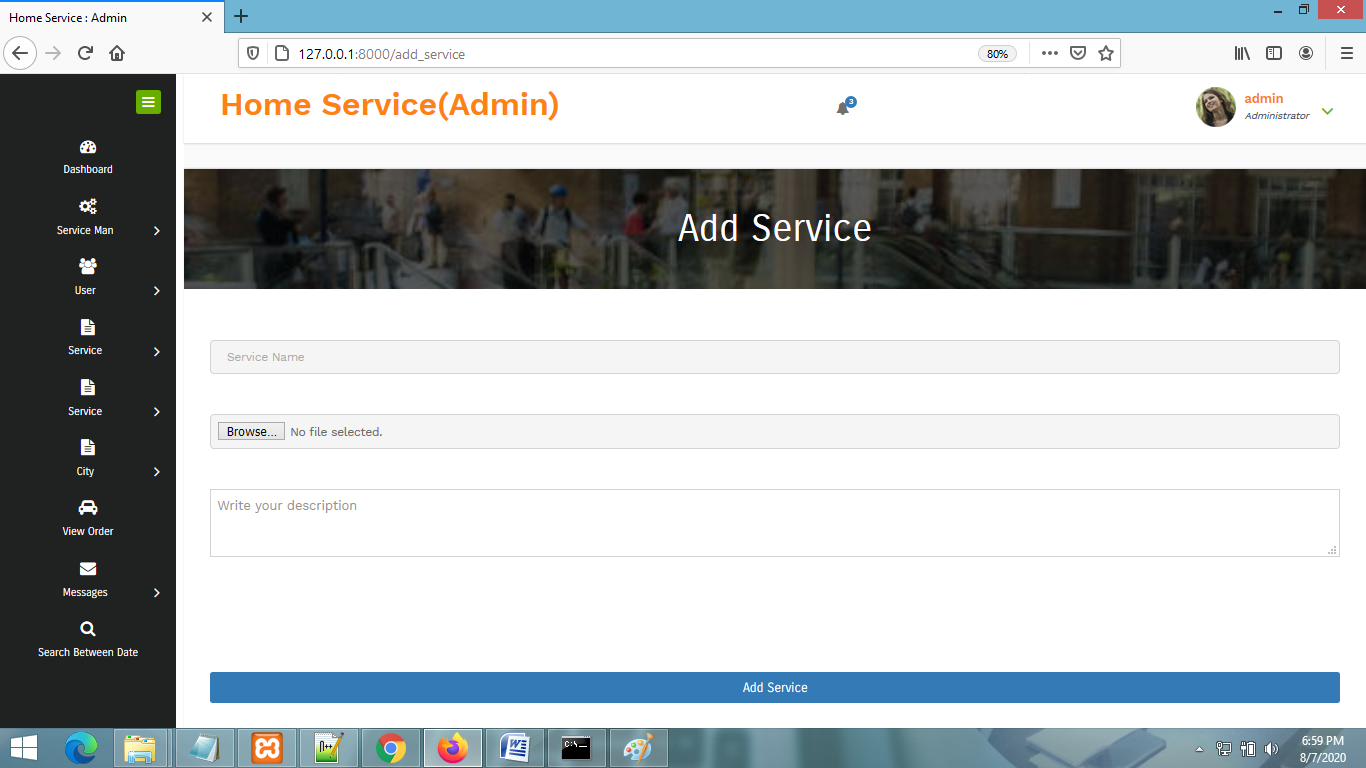 Home Service : Admin
127.0.0.1:8000/add_service
80%
Home Service(Admin)
3
admin
Administrator
Dashboard
Service Man
User
Service
Service
City
View Order
Messages
Search Between Date
Add Service
Service Name
Browse... No file selected.
Write your description
Add Service
6:59 PM
8/7/2020